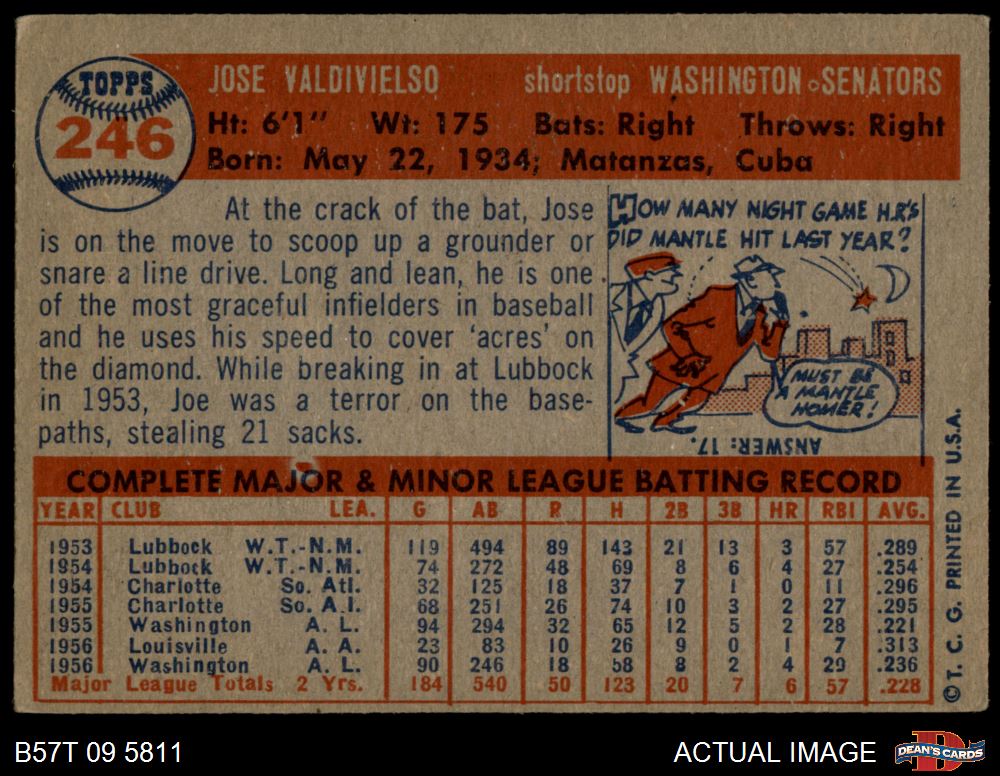 TOPPS
246
JOSE VALDIVIELSO shortstop WASHINGTON SENATORS
Ht: 6'1" Wt: 175 Bats: Right Throws: Right
Born: May 22, 1934; Matanzas, Cuba
At the crack of the bat, Jose
is on the move to scoop up a grounder or
snare a line drive. Long and lean, he is one
of the most graceful infielders in baseball
and he uses his speed to cover 'acres' on
the diamond. While breaking in at Lubbock
in 1953, Joe was a terror on the base-
paths, stealing 21 sacks.
HOW MANY NIGHT GAME H.R.'S
DID MANTLE HIT LAST YEAR?
MUST BE
A MANTLE
HOMER!
ANSWER: 17.
COMPLETE MAJOR & MINOR LEAGUE BATTING RECORD
YEAR CLUB LEA. G AB R H 2B 3B HR RBI AVG.
1953 Lubbock W.T.-N.M. 119 494 89 143 21 13 3 57 .289
1954 Lubbock W.T.-N.M. 74 272 48 69 8 6 4 27 .254
1954 Charlotte So. Atl. 32 125 18 37 7 1 0 11 .296
1955 Charlotte So. A.l. 68 251 26 74 10 3 2 27 .295
1955 Washington A. L. 94 294 32 65 12 5 2 28 .221
1956 Louisville A. A. 23 83 10 26 9 0 1 7 .313
1956 Washington A. L. 90 246 18 58 8 2 4 29 .236
Major League Totals 2 Yrs. 184 540 50 123 20 7 6 57 .228
© T. C. G. PRINTED IN U.S.A.
B57T 09 5811
ACTUAL IMAGE
DEAN'S CARDS